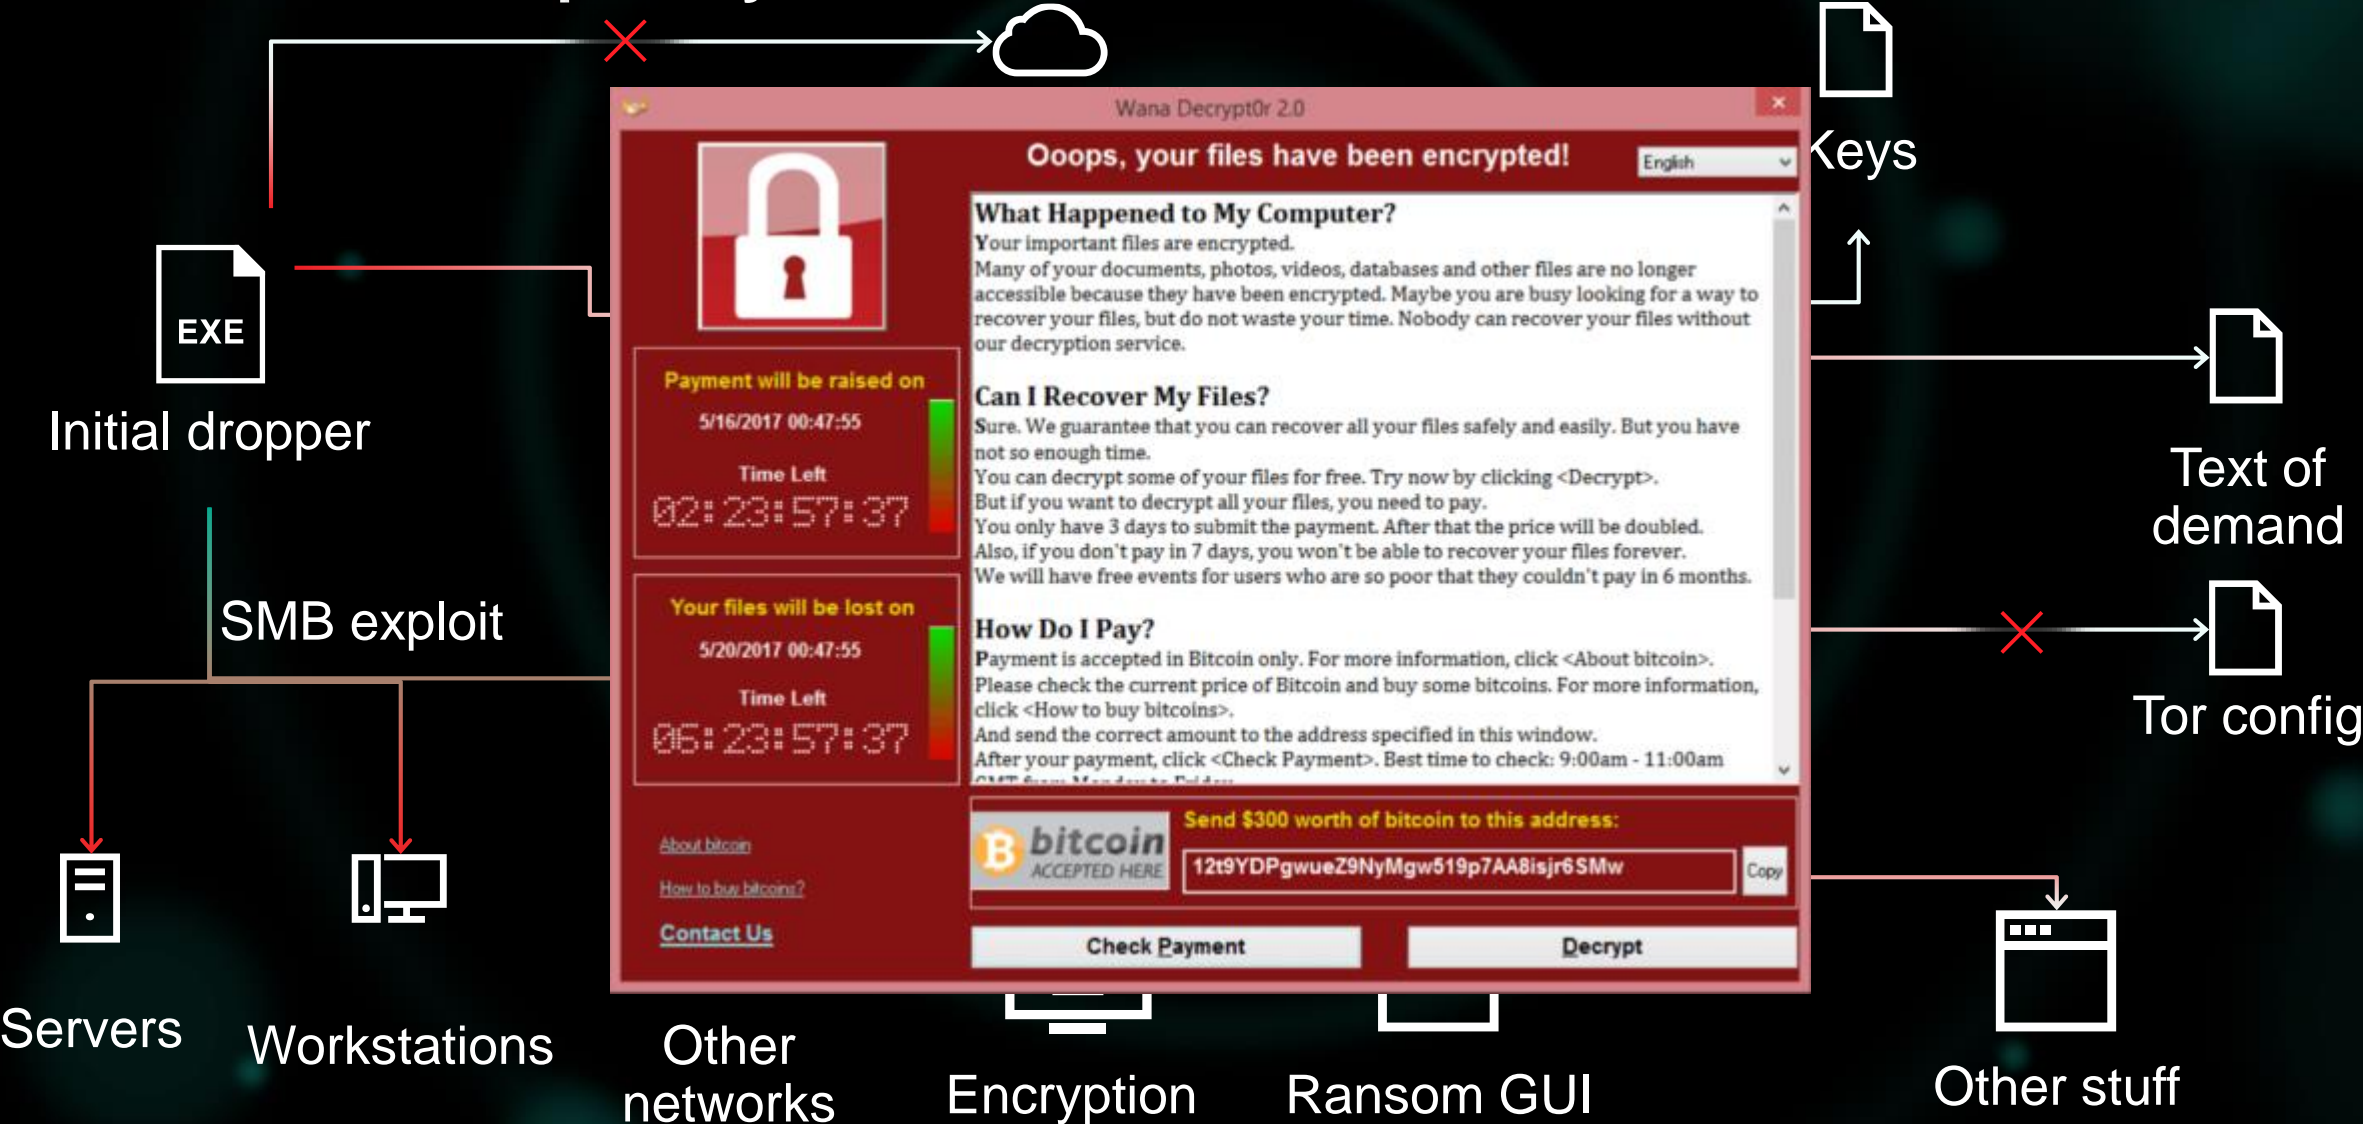 Wana Decrypt0r 2.0
Ooops, your files have been encrypted!
English
What Happened to My Computer?
Your important files are encrypted.
Many of your documents, photos, videos, databases and other files are no longer
accessible because they have been encrypted. Maybe you are busy looking for a way to
recover your files, but do not waste your time. Nobody can recover your files without
our decryption service.
Can I Recover My Files?
Sure. We guarantee that you can recover all your files safely and easily. But you have
not so enough time.
You can decrypt some of your files for free. Try now by clicking <Decrypt>.
But if you want to decrypt all your files, you need to pay.
You only have 3 days to submit the payment. After that the price will be doubled.
Also, if you don't pay in 7 days, you won't be able to recover your files forever.
We will have free events for users who are so poor that they couldn't pay in 6 months.
How Do I Pay?
Payment is accepted in Bitcoin only. For more information, click <About bitcoin>.
Please check the current price of Bitcoin and buy some bitcoins. For more information,
click <How to buy bitcoins>.
And send the correct amount to the address specified in this window.
After your payment, click <Check Payment>. Best time to check: 9:00am - 11:00am
Payment will be raised on
5/16/2017 00:47:55
Time Left
02:23:57:37
Your files will be lost on
5/20/2017 00:47:55
Time Left
06:23:57:37
About bitcoin
How to buy bitcoins?
Contact Us
bitcoin
ACCEPTED HERE
Send $300 worth of bitcoin to this address:
12t9YDPgwueZ9NyMgw519p7AA8isjr6SMw
Copy
Check Payment
Decrypt
EXE
Initial dropper
SMB exploit
Servers
Workstations
Other
networks
Encryption
Ransom GUI
Keys
Text of
demand
Tor config
Other stuff